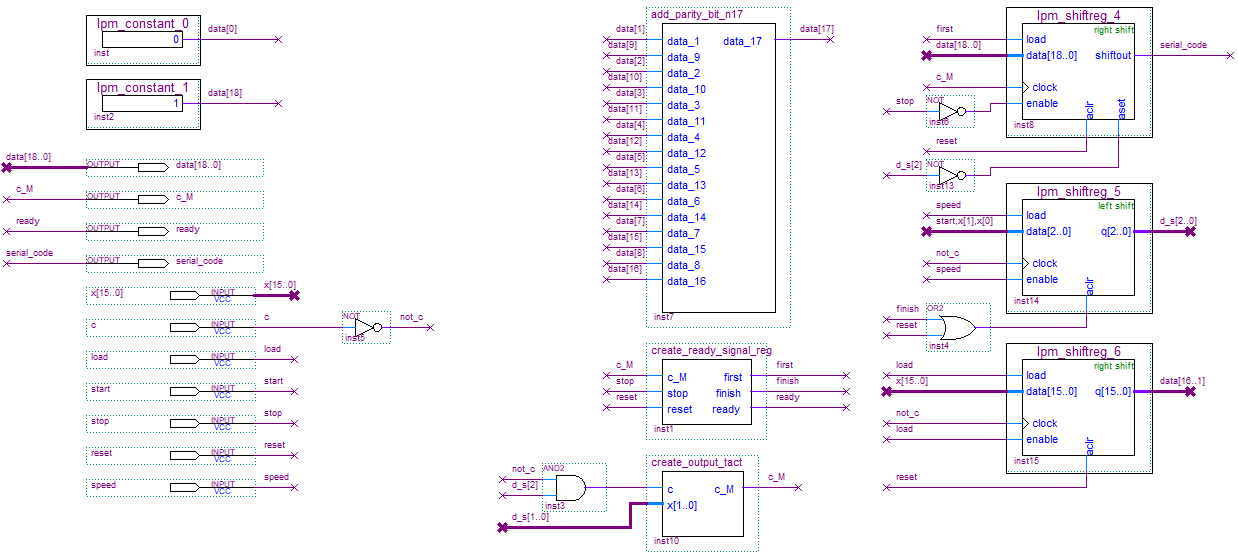 lpm_constant_0
0
inst
data[0]
lpm_constant_1
1
inst2
data[18]
data[18..0]
OUTPUT
data[18..0]
c_M
OUTPUT
c_M
ready
OUTPUT
ready
serial_code
OUTPUT
serial_code
x[15..0]
INPUT
VCC
x[15..0]
c
INPUT
VCC
c
NOT
inst5
not_c
load
INPUT
VCC
load
start
INPUT
VCC
start
stop
INPUT
VCC
stop
reset
INPUT
VCC
reset
speed
INPUT
VCC
speed
add_parity_bit_n17
data[1]
data_1
data_17
data[17]
data[9]
data_9
data[2]
data_2
data[10]
data_10
data[3]
data_3
data[11]
data_11
data[4]
data_4
data[12]
data_12
data[5]
data_5
data[13]
data_13
data[6]
data_6
data[14]
data_14
data[7]
data_7
data[15]
data_15
data[8]
data_8
data[16]
data_16
inst7
create_ready_signal_reg
c_M
c_M
first
first
stop
stop
finish
finish
reset
reset
ready
ready
inst1
create_output_tact
not_c
AND2
d_s[2]
inst3
c
c_M
c_M
d_s[1..0]
x[1..0]
inst10
lpm_shiftreg_4
right shift
first
load
data[18..0]
data[18..0]
shiftout
serial_code
c_M
clock
stop
NOT
inst6
enable
inst8
aclr
aset
reset
d_s[2]
NOT
inst13
lpm_shiftreg_5
left shift
speed
load
start,x[1],x[0]
data[2..0]
q[2..0]
d_s[2..0]
not_c
clock
speed
enable
inst14
aclr
finish
OR2
reset
inst4
lpm_shiftreg_6
right shift
load
load
x[15..0]
data[15..0]
q[15..0]
data[16..1]
not_c
clock
load
enable
inst15
aclr
reset